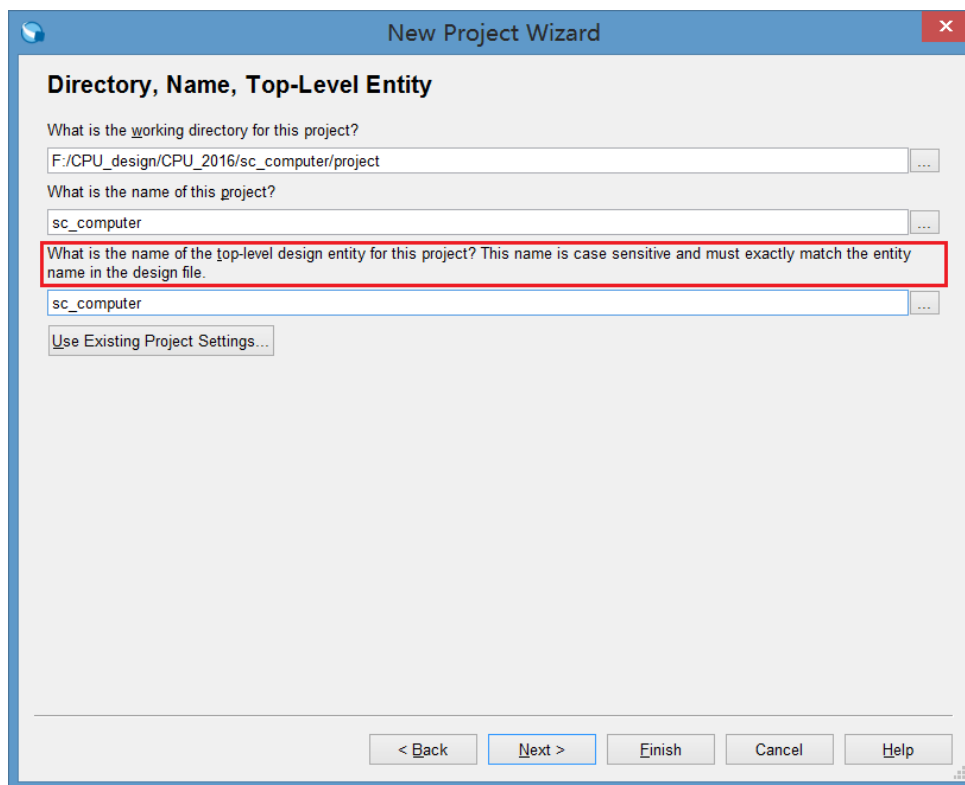 New Project Wizard
Directory, Name, Top-Level Entity
What is the working directory for this project?
F:/CPU_design/CPU_2016/sc_computer/project
...
What is the name of this project?
sc_computer
...
What is the name of the top-level design entity for this project? This name is case sensitive and must exactly match the entity
name in the design file.
sc_computer
...
Use Existing Project Settings...
< Back
Next >
Finish
Cancel
Help